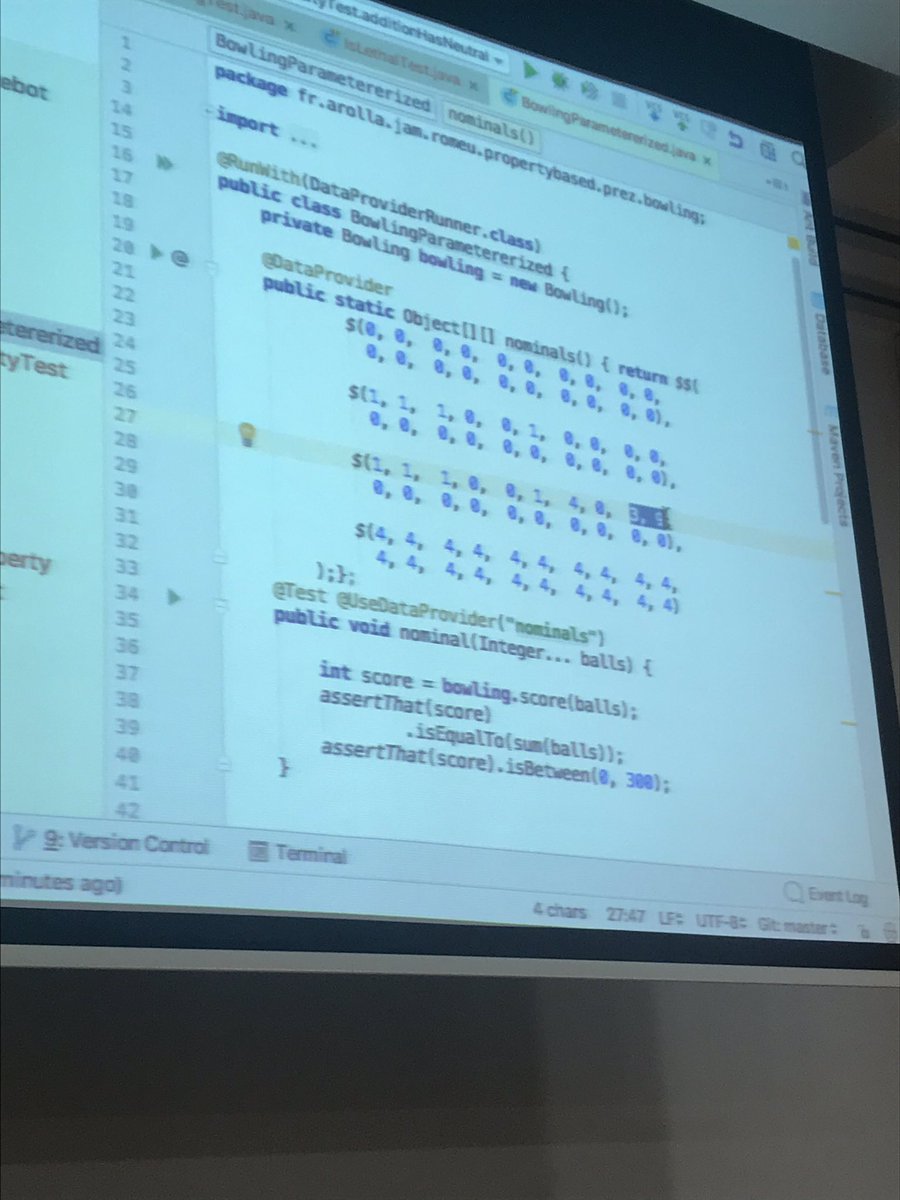 tyTest.additionHasNeutral
gTest.java
isLeinalTest.java
BowlingParametererized.java
BowlingParametererized nominals()
1 package fr.arolla.jam.romeu.propertybased.prez.bowling;
2
3 import ...
14
15 @RunWith(DataProviderRunner.class)
16 public class BowlingParametererized {
17 private Bowling bowling = new Bowling();
18
19 @DataProvider
20 public static Object[][] nominals() { return $$(
21 $(0, 0, 0, 0, 0, 0, 0, 0, 0, 0,
22 0, 0, 0, 0, 0, 0, 0, 0, 0, 0),
23
24 $(1, 1, 1, 0, 0, 1, 0, 0, 0, 0,
25 0, 0, 0, 0, 0, 0, 0, 0, 0, 0),
26
27 $(1, 1, 1, 0, 0, 1, 4, 0,
28 0, 0, 0, 0, 0, 0, 0, 0, 0, 0),
29
30 $(4, 4, 4, 4, 4, 4, 4, 4, 4, 4,
31 4, 4, 4, 4, 4, 4, 4, 4, 4, 4)
32 );};
33 @Test @UseDataProvider("nominals")
34 public void nominal(Integer... balls) {
35
36 int score = bowling.score(balls);
37 assertThat(score)
38 .isEqualTo(sum(balls));
39 assertThat(score).isBetween(0, 300);
40 }
41
42
ebot
etererized
tyTest
perty
t
Ant Build
Database
Maven Projects
9: Version Control Terminal
Event Log
minutes ago)
4 chars 27:47 LF UTF-8 Git: master